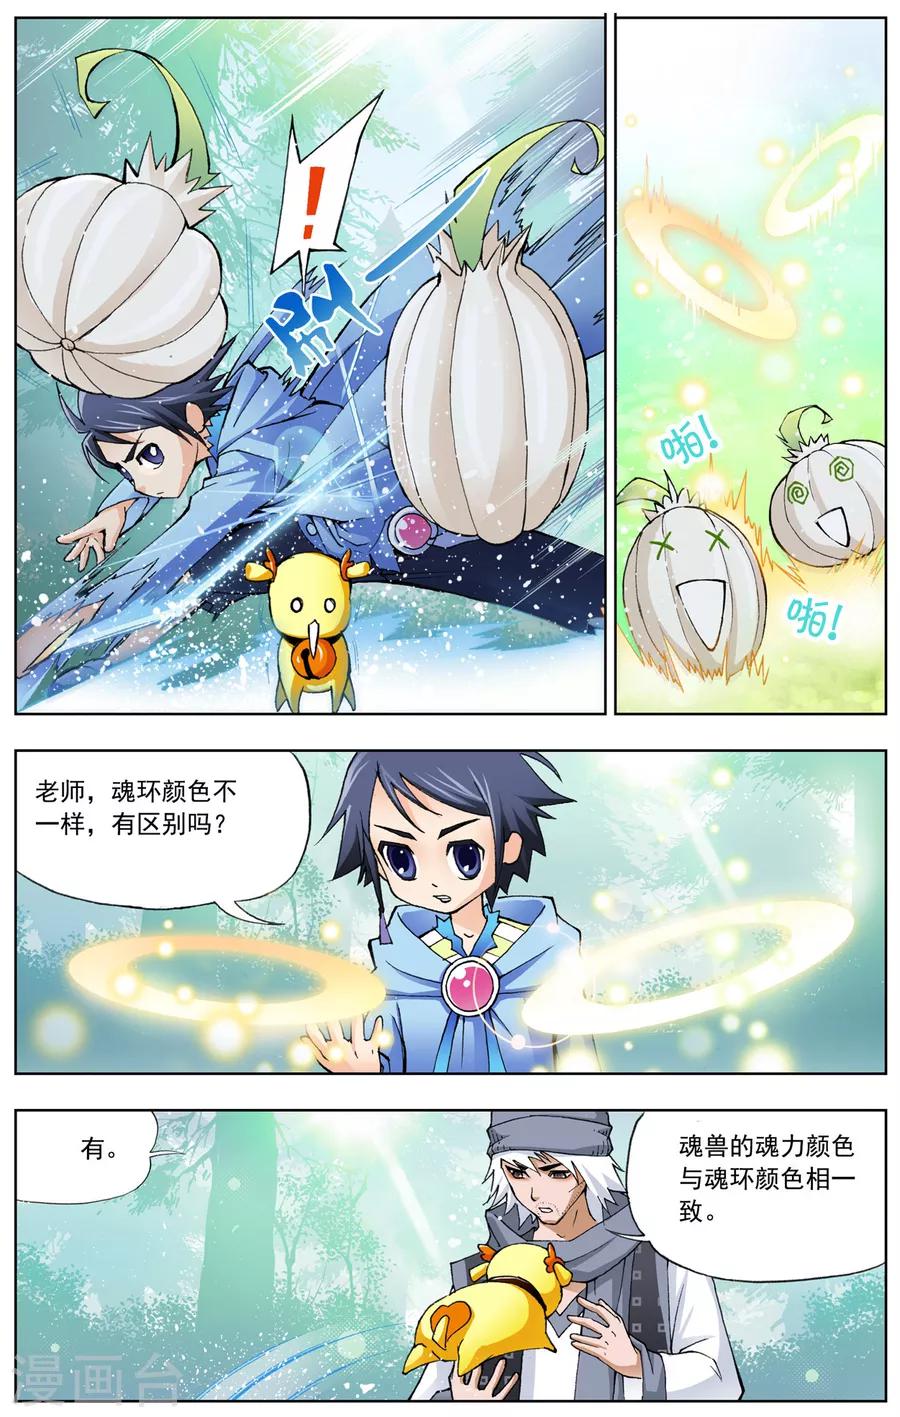 ！
刷
啪！
啪！
老师，魂环颜色不
一样，有区别吗？
有。
魂兽的魂力颜色
与魂环颜色相一
致。
漫画台